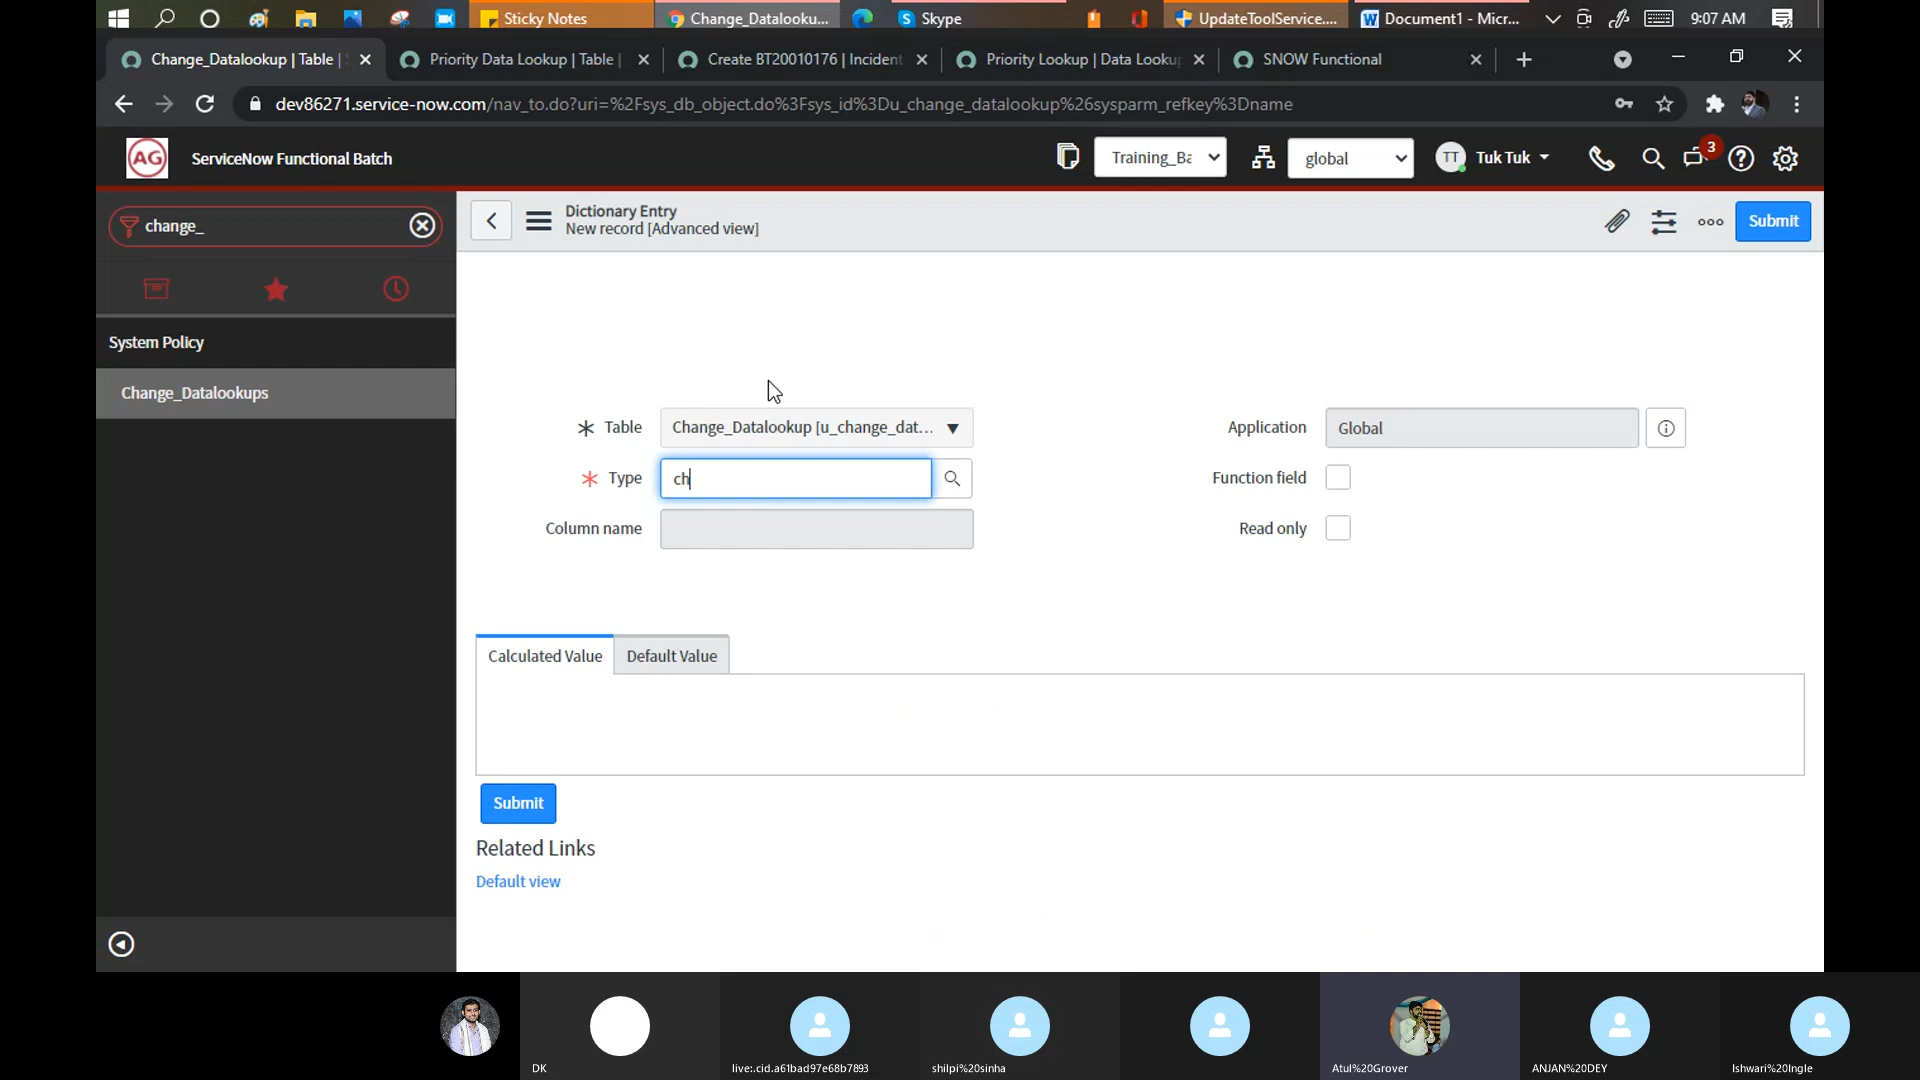 Sticky Notes
Change_Datalooku...
Skype
UpdateToolService....
Document1 - Micr...
9:07 AM
Change_Datalookup | Table |
Priority Data Lookup | Table |
Create BT20010176 | Incident
Priority Lookup | Data Looku
SNOW Functional
dev86271.service-now.com/nav_to.do?uri=%2Fsys_db_object.do%3Fsys_id%3Du_change_datalookup%26sysparm_refkey%3Dname
AG
ServiceNow Functional Batch
Training_Ba
global
TT
Tuk Tuk
3
change_
Dictionary Entry
New record [Advanced view]
Submit
System Policy
Change_Datalookups
Table
Change_Datalookup [u_change_dat...
Application
Global
Type
ch
Function field
Column name
Read only
Calculated Value
Default Value
Submit
Related Links
Default view
DK
live:.cid.a61bad97e68b7893
shilpi%20sinha
Atul%20Grover
ANJAN%20DEY
Ishwari%20Ingle